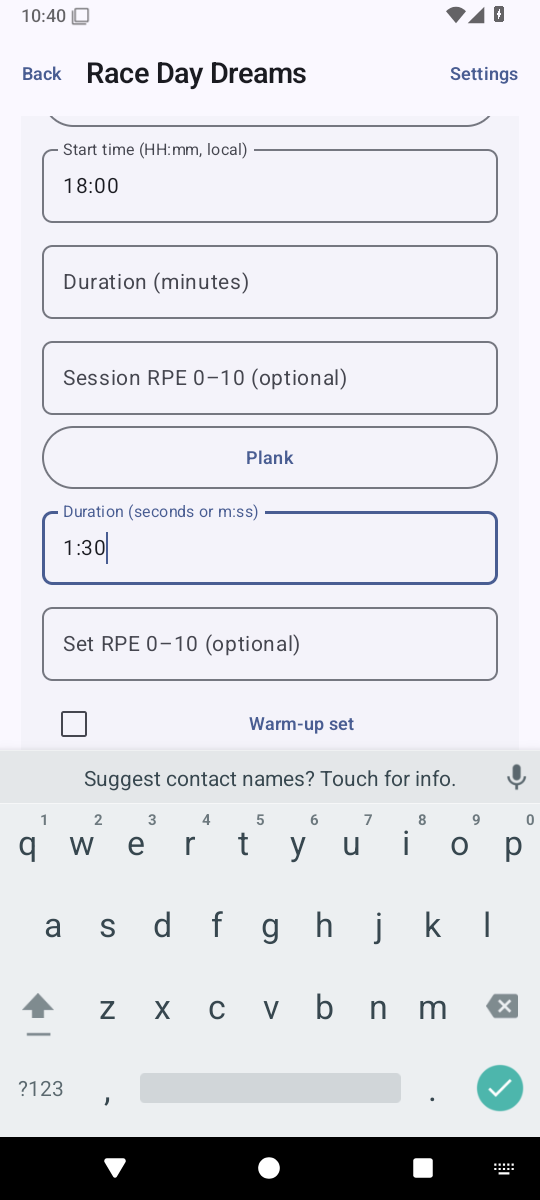 10:40
Back Race Day Dreams Settings
Start time (HH:mm, local)
18:00
Duration (minutes)
Session RPE 0–10 (optional)
Plank
Duration (seconds or m:ss)
1:30
Set RPE 0–10 (optional)
Warm-up set
Suggest contact names? Touch for info.
1 2 3 4 5 6 7 8 9 0
q w e r t y u i o p
a s d f g h j k l
z x c v b n m
?123 , .